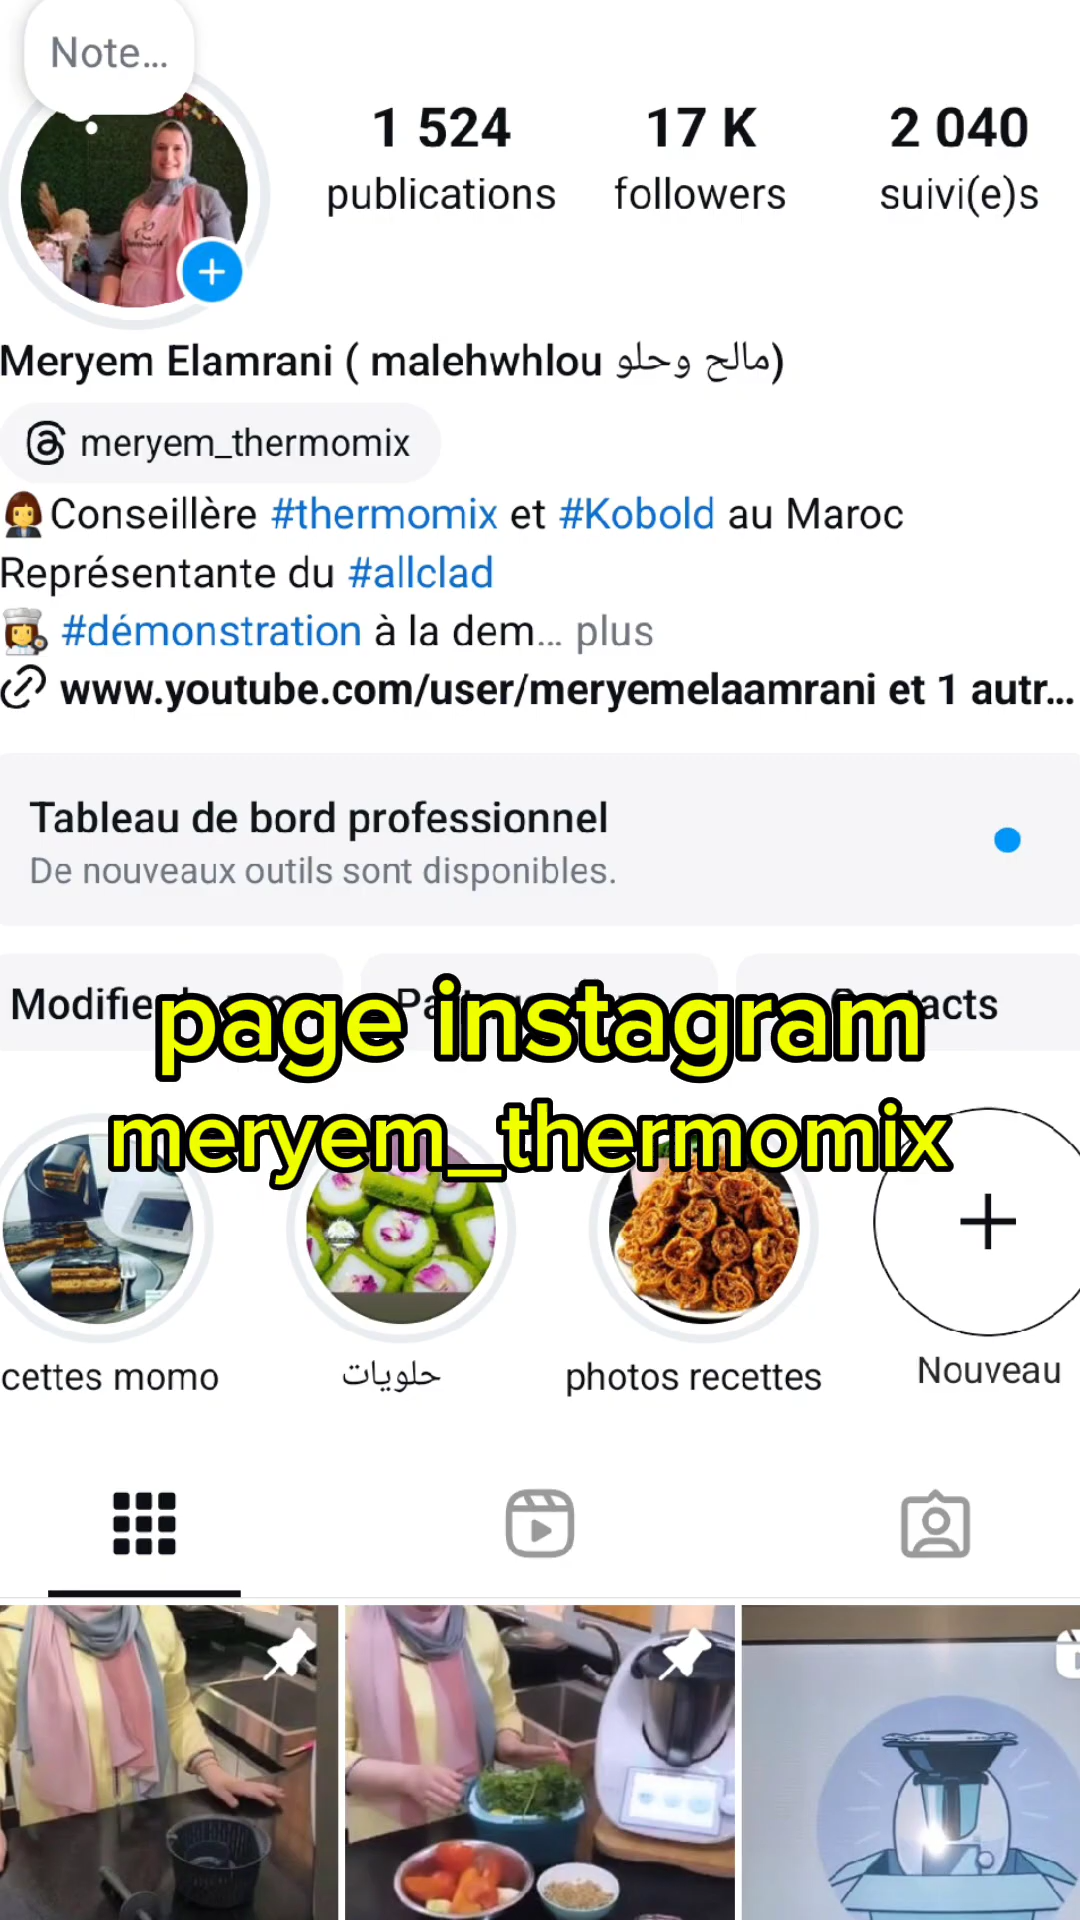 Note...
1 524
17 K
2 040
publications
followers
suivi(e)s
Meryem Elamrani ( malehwhlou مالح وحلو)
meryem_thermomix
Conseillère #thermomix et #Kobold au Maroc
Représentante du #allclad
#démonstration à la dem... plus
www.youtube.com/user/meryemelaamrani et 1 autr...
Tableau de bord professionnel
De nouveaux outils sont disponibles.
page instagram
meryem_thermomix
cettes momo
حلويات
photos recettes
Nouveau